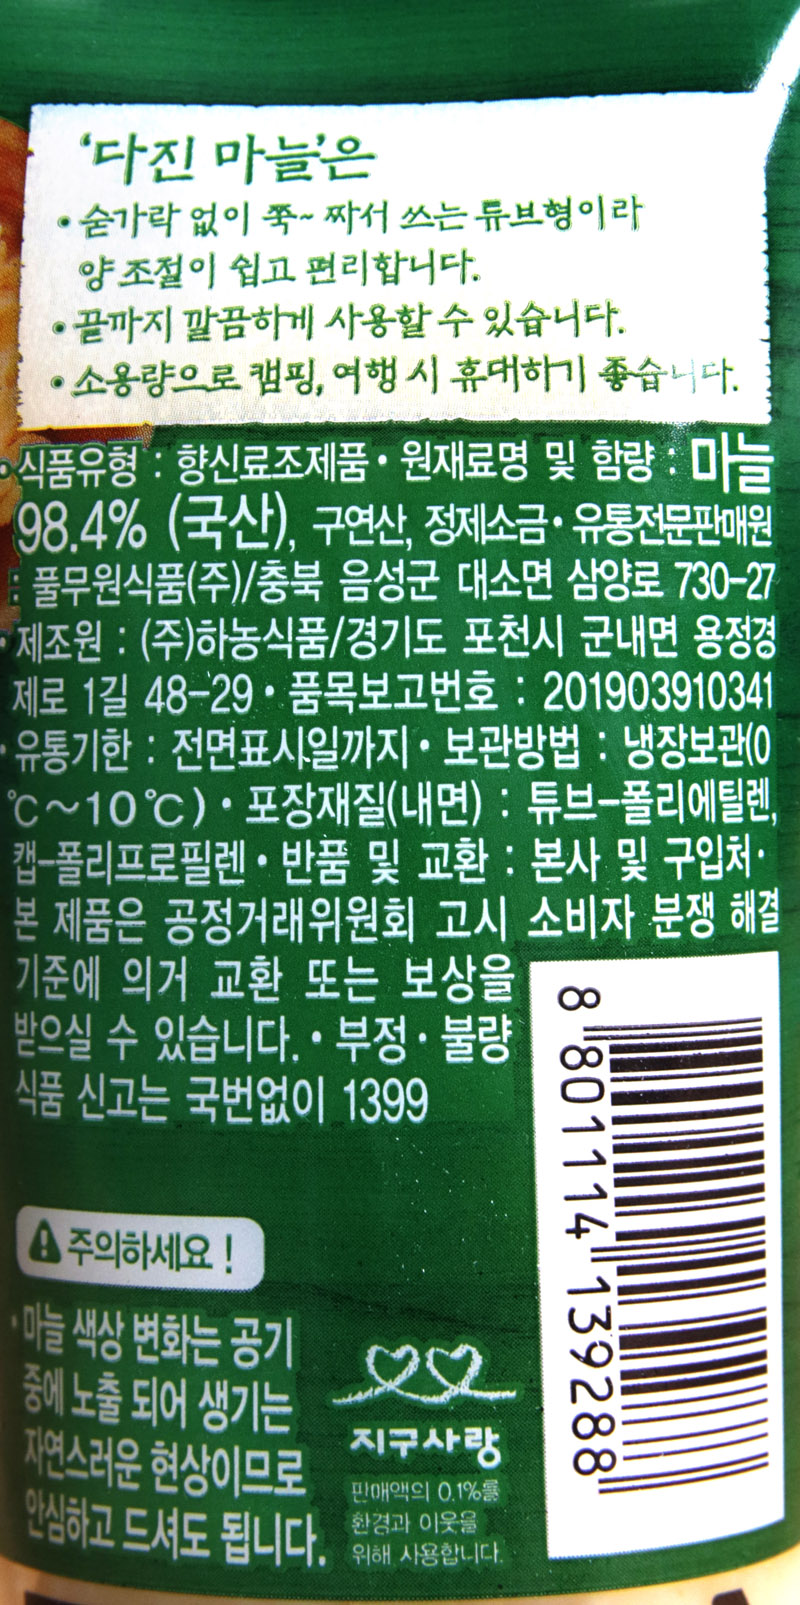 '다진 마늘'은
• 숟가락 없이 쭉~ 짜서 쓰는 튜브형이라
양 조절이 쉽고 편리합니다.
• 끝까지 깔끔하게 사용할 수 있습니다.
• 소용량으로 캠핑, 여행 시 휴대하기 좋습니다.
•식품유형 : 향신료조제품 • 원재료명 및 함량 : 마늘
98.4% (국산), 구연산, 정제소금 • 유통전문판매원
: 풀무원식품(주)/충북 음성군 대소면 삼양로 730-27
• 제조원 : (주)하농식품/경기도 포천시 군내면 용정경
제로 1길 48-29 • 품목보고번호 : 201903910341
• 유통기한 : 전면표시일까지 • 보관방법 : 냉장보관(0
℃~10℃) • 포장재질(내면) : 튜브-폴리에틸렌,
캡-폴리프로필렌 • 반품 및 교환 : 본사 및 구입처 •
본 제품은 공정거래위원회 고시 소비자 분쟁 해결
기준에 의거 교환 또는 보상을
받으실 수 있습니다. • 부정 · 불량
식품 신고는 국번없이 1399
8 801114 139288
주의하세요 !
• 마늘 색상 변화는 공기
중에 노출 되어 생기는
자연스러운 현상이므로
안심하고 드셔도 됩니다.
지구사랑
판매액의 0.1%를
환경과 이웃을
위해 사용합니다.